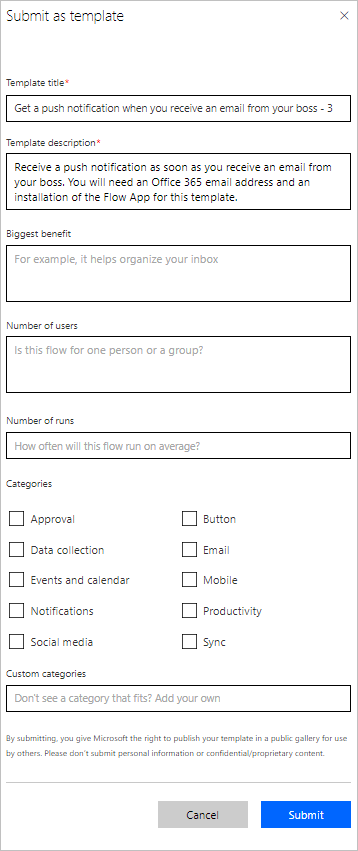 Submit as template
Template title*
Get a push notification when you receive an email from your boss - 3
Template description*
Receive a push notification as soon as you receive an email from
your boss. You will need an Office 365 email address and an
installation of the Flow App for this template.
Biggest benefit
For example, it helps organize your inbox
Number of users
Is this flow for one person or a group?
Number of runs
How often will this flow run on average?
Categories
Approval Button
Data collection Email
Events and calendar Mobile
Notifications Productivity
Social media Sync
Custom categories
Don't see a category that fits? Add your own
By submitting, you give Microsoft the right to publish your template in a public gallery for use
by others. Please don't submit personal information or confidential/proprietary content.
Cancel Submit